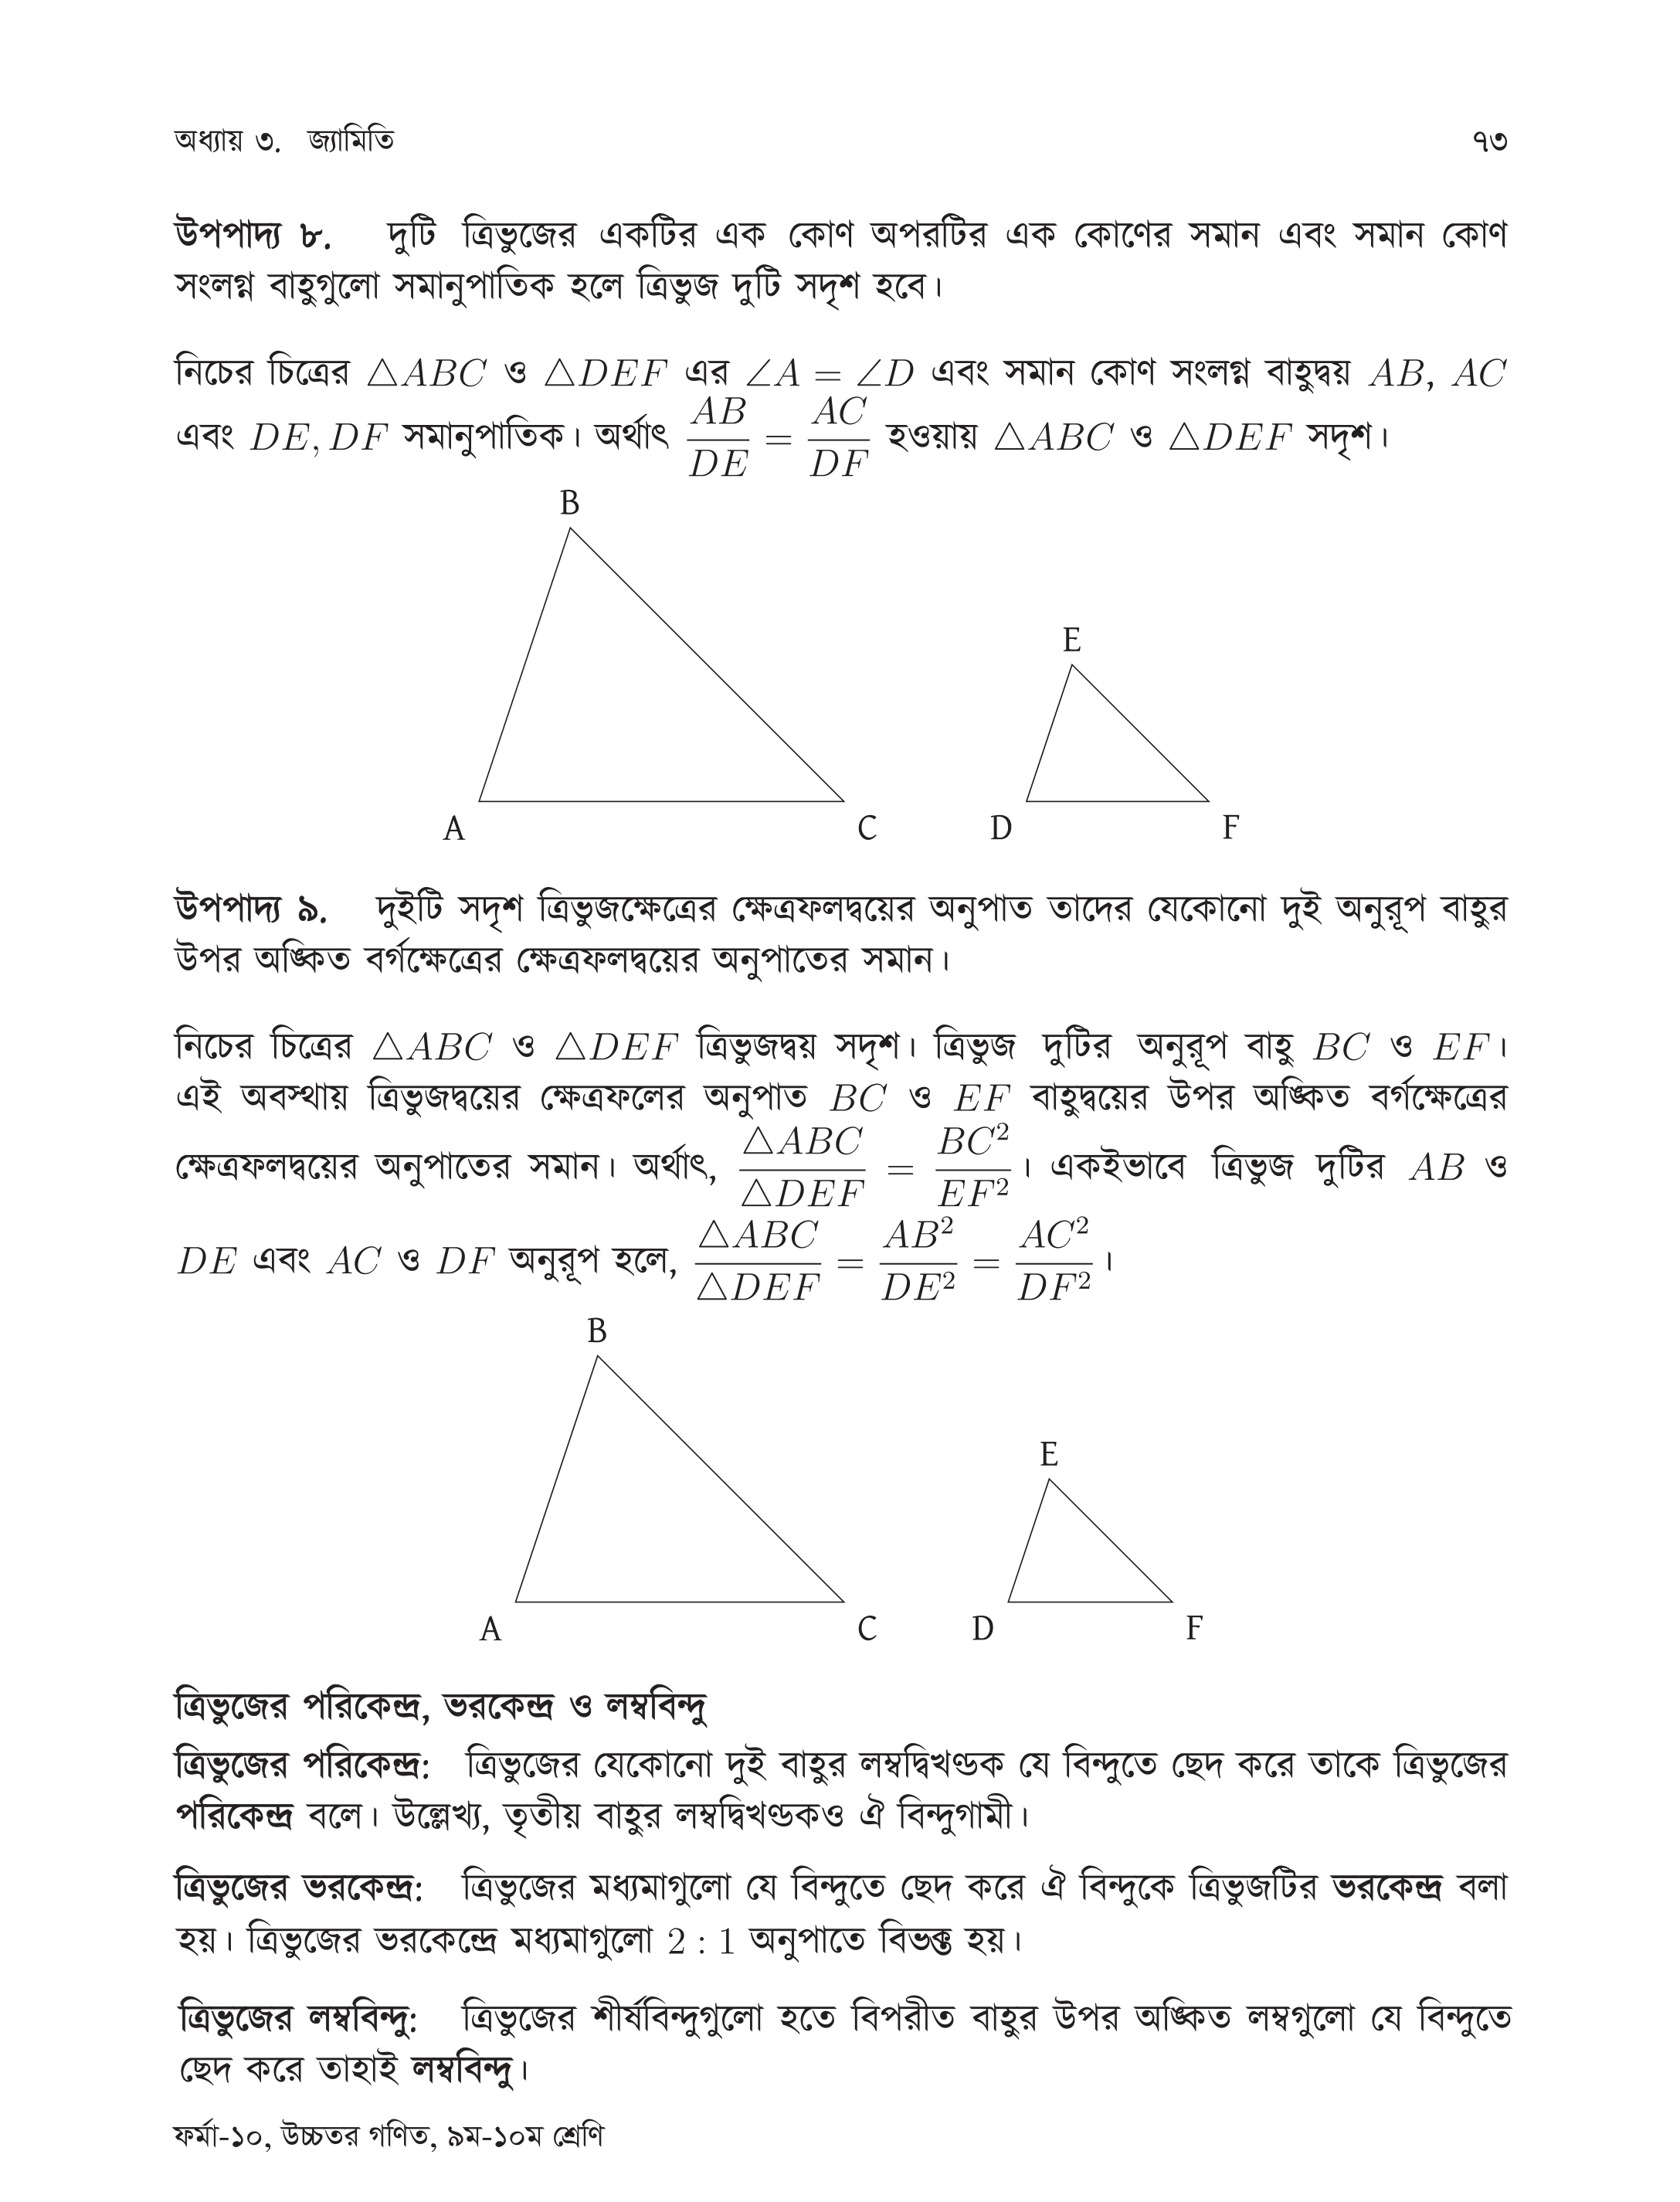 অধ্যায় ৩. জ্যামিতি ৭৩
উপপাদ্য ৮. দুটি ত্রিভুজের একটির এক কোণ অপরটির এক কোণের সমান এবং সমান কোণ
সংলগ্ন বাহুগুলো সমানুপাতিক হলে ত্রিভুজ দুটি সদৃশ হবে।
নিচের চিত্রের △ABC ও △DEF এর ∠A = ∠D এবং সমান কোণ সংলগ্ন বাহুদ্বয় AB, AC
এবং DE, DF সমানুপাতিক। অর্থাৎ AB/DE = AC/DF হওয়ায় △ABC ও △DEF সদৃশ।
B
E
A C D F
উপপাদ্য ৯. দুইটি সদৃশ ত্রিভুজক্ষেত্রের ক্ষেত্রফলদ্বয়ের অনুপাত তাদের যেকোনো দুই অনুরূপ বাহুর
উপর অঙ্কিত বর্গক্ষেত্রের ক্ষেত্রফলদ্বয়ের অনুপাতের সমান।
নিচের চিত্রের △ABC ও △DEF ত্রিভুজদ্বয় সদৃশ। ত্রিভুজ দুটির অনুরূপ বাহু BC ও EF।
এই অবস্থায় ত্রিভুজদ্বয়ের ক্ষেত্রফলের অনুপাত BC ও EF বাহুদ্বয়ের উপর অঙ্কিত বর্গক্ষেত্রের
ক্ষেত্রফলদ্বয়ের অনুপাতের সমান। অর্থাৎ, △ABC/△DEF = BC²/EF²। একইভাবে ত্রিভুজ দুটির AB ও
DE এবং AC ও DF অনুরূপ হলে, △ABC/△DEF = AB²/DE² = AC²/DF²।
B
E
A C D F
ত্রিভুজের পরিকেন্দ্র, ভরকেন্দ্র ও লম্ববিন্দু
ত্রিভুজের পরিকেন্দ্র: ত্রিভুজের যেকোনো দুই বাহুর লম্বদ্বিখণ্ডক যে বিন্দুতে ছেদ করে তাকে ত্রিভুজের
পরিকেন্দ্র বলে। উল্লেখ্য, তৃতীয় বাহুর লম্বদ্বিখণ্ডকও ঐ বিন্দুগামী।
ত্রিভুজের ভরকেন্দ্র: ত্রিভুজের মধ্যমাগুলো যে বিন্দুতে ছেদ করে ঐ বিন্দুকে ত্রিভুজটির ভরকেন্দ্র বলা
হয়। ত্রিভুজের ভরকেন্দ্রে মধ্যমাগুলো 2 : 1 অনুপাতে বিভক্ত হয়।
ত্রিভুজের লম্ববিন্দু: ত্রিভুজের শীর্ষবিন্দুগুলো হতে বিপরীত বাহুর উপর অঙ্কিত লম্বগুলো যে বিন্দুতে
ছেদ করে তাহাই লম্ববিন্দু।
ফর্মা-১০, উচ্চতর গণিত, ৯ম-১০ম শ্রেণি